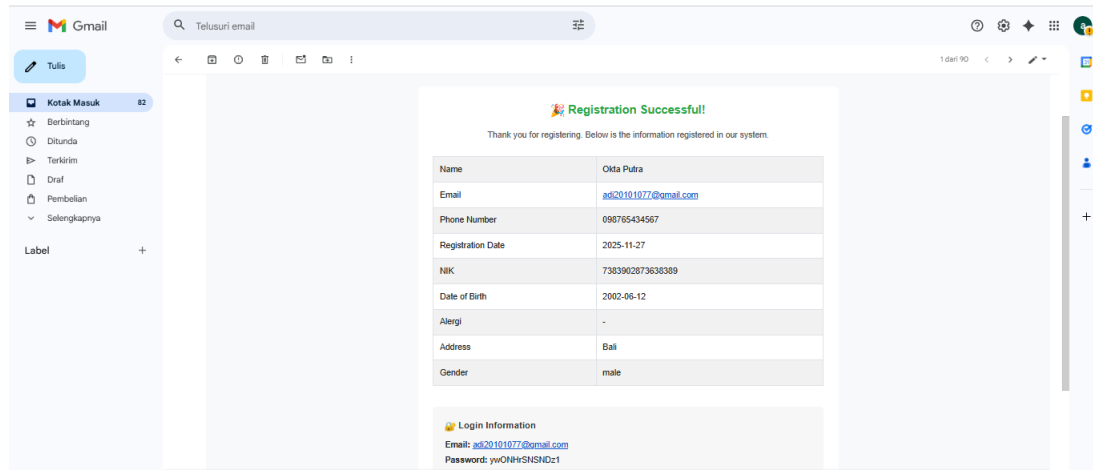 Gmail
Telusuri email
Tulis
1 dari 90
Kotak Masuk 82
Berbintang
Ditunda
Terkirim
Draf
Pembelian
Selengkapnya
Label
🎉 Registration Successful!
Thank you for registering. Below is the information registered in our system.
Name Okta Putra
Email adi20101077@gmail.com
Phone Number 098765434567
Registration Date 2025-11-27
NIK 7383902873638389
Date of Birth 2002-06-12
Alergi -
Address Bali
Gender male
🔐 Login Information
Email: adi20101077@gmail.com
Password: ywONHrSNSNDz1